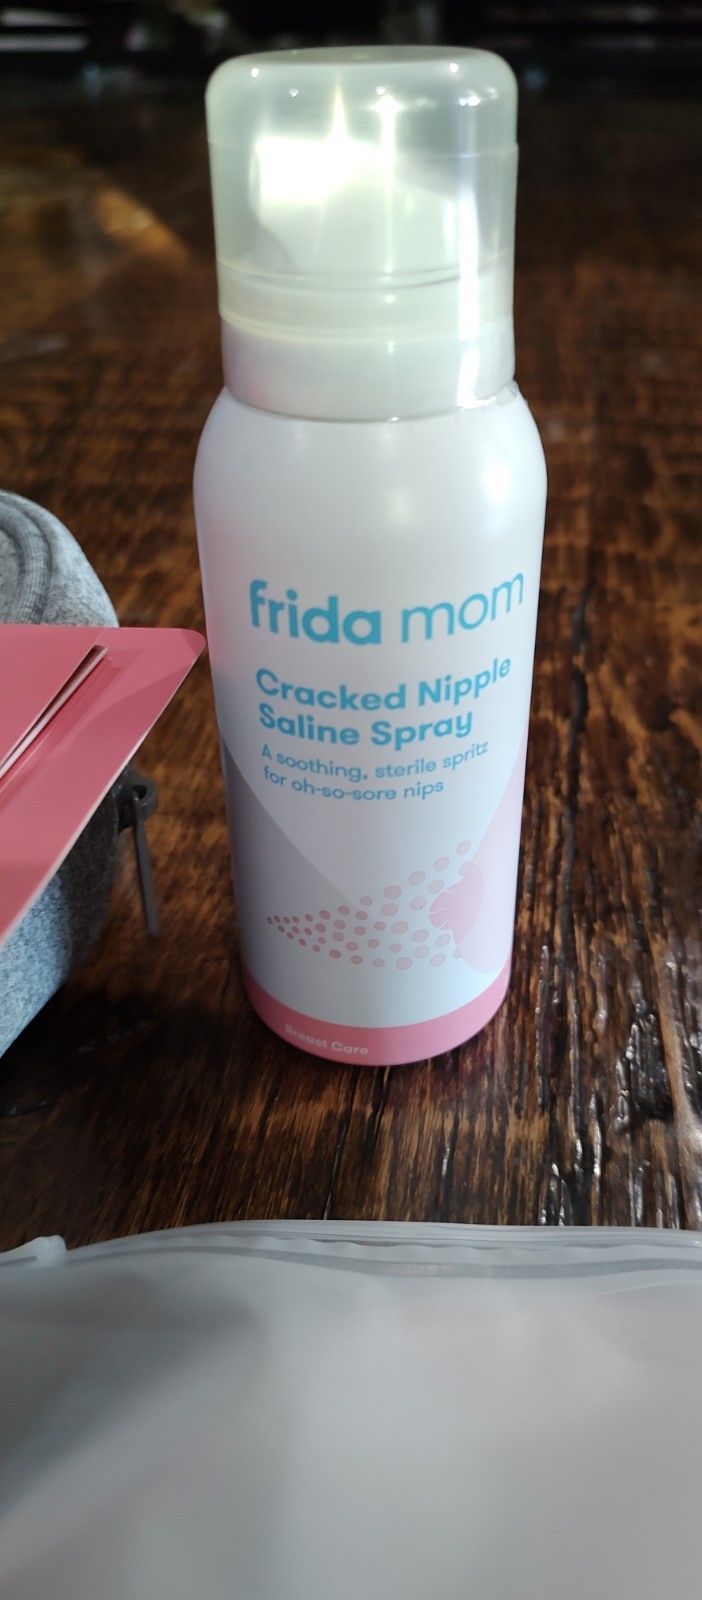 frida mom
Cracked Nipple
Saline Spray
A soothing, sterile spritz
for oh-so-sore nips
Breast Care